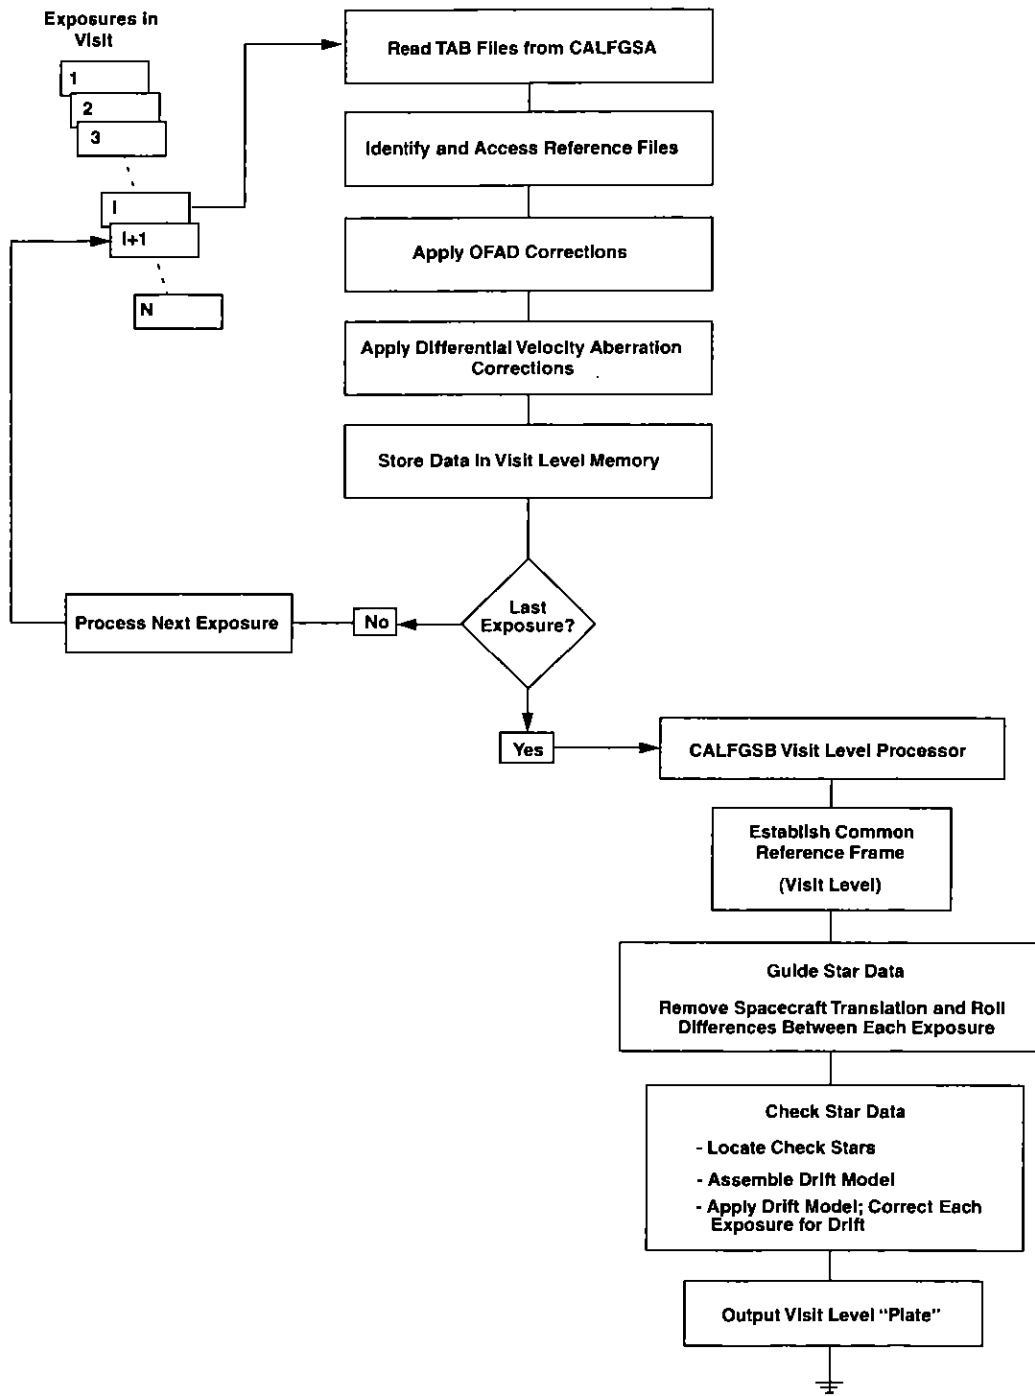 Exposures in
Visit
1
2
3
I
I+1
N
Read TAB Files from CALFGSA
Identify and Access Reference Files
Apply OFAD Corrections
Apply Differential Velocity Aberration
Corrections
Store Data in Visit Level Memory
Last
Exposure?
No
Process Next Exposure
Yes
CALFGSB Visit Level Processor
Establish Common
Reference Frame
(Visit Level)
Guide Star Data
Remove Spacecraft Translation and Roll
Differences Between Each Exposure
Check Star Data
- Locate Check Stars
- Assemble Drift Model
- Apply Drift Model; Correct Each
Exposure for Drift
Output Visit Level “Plate”